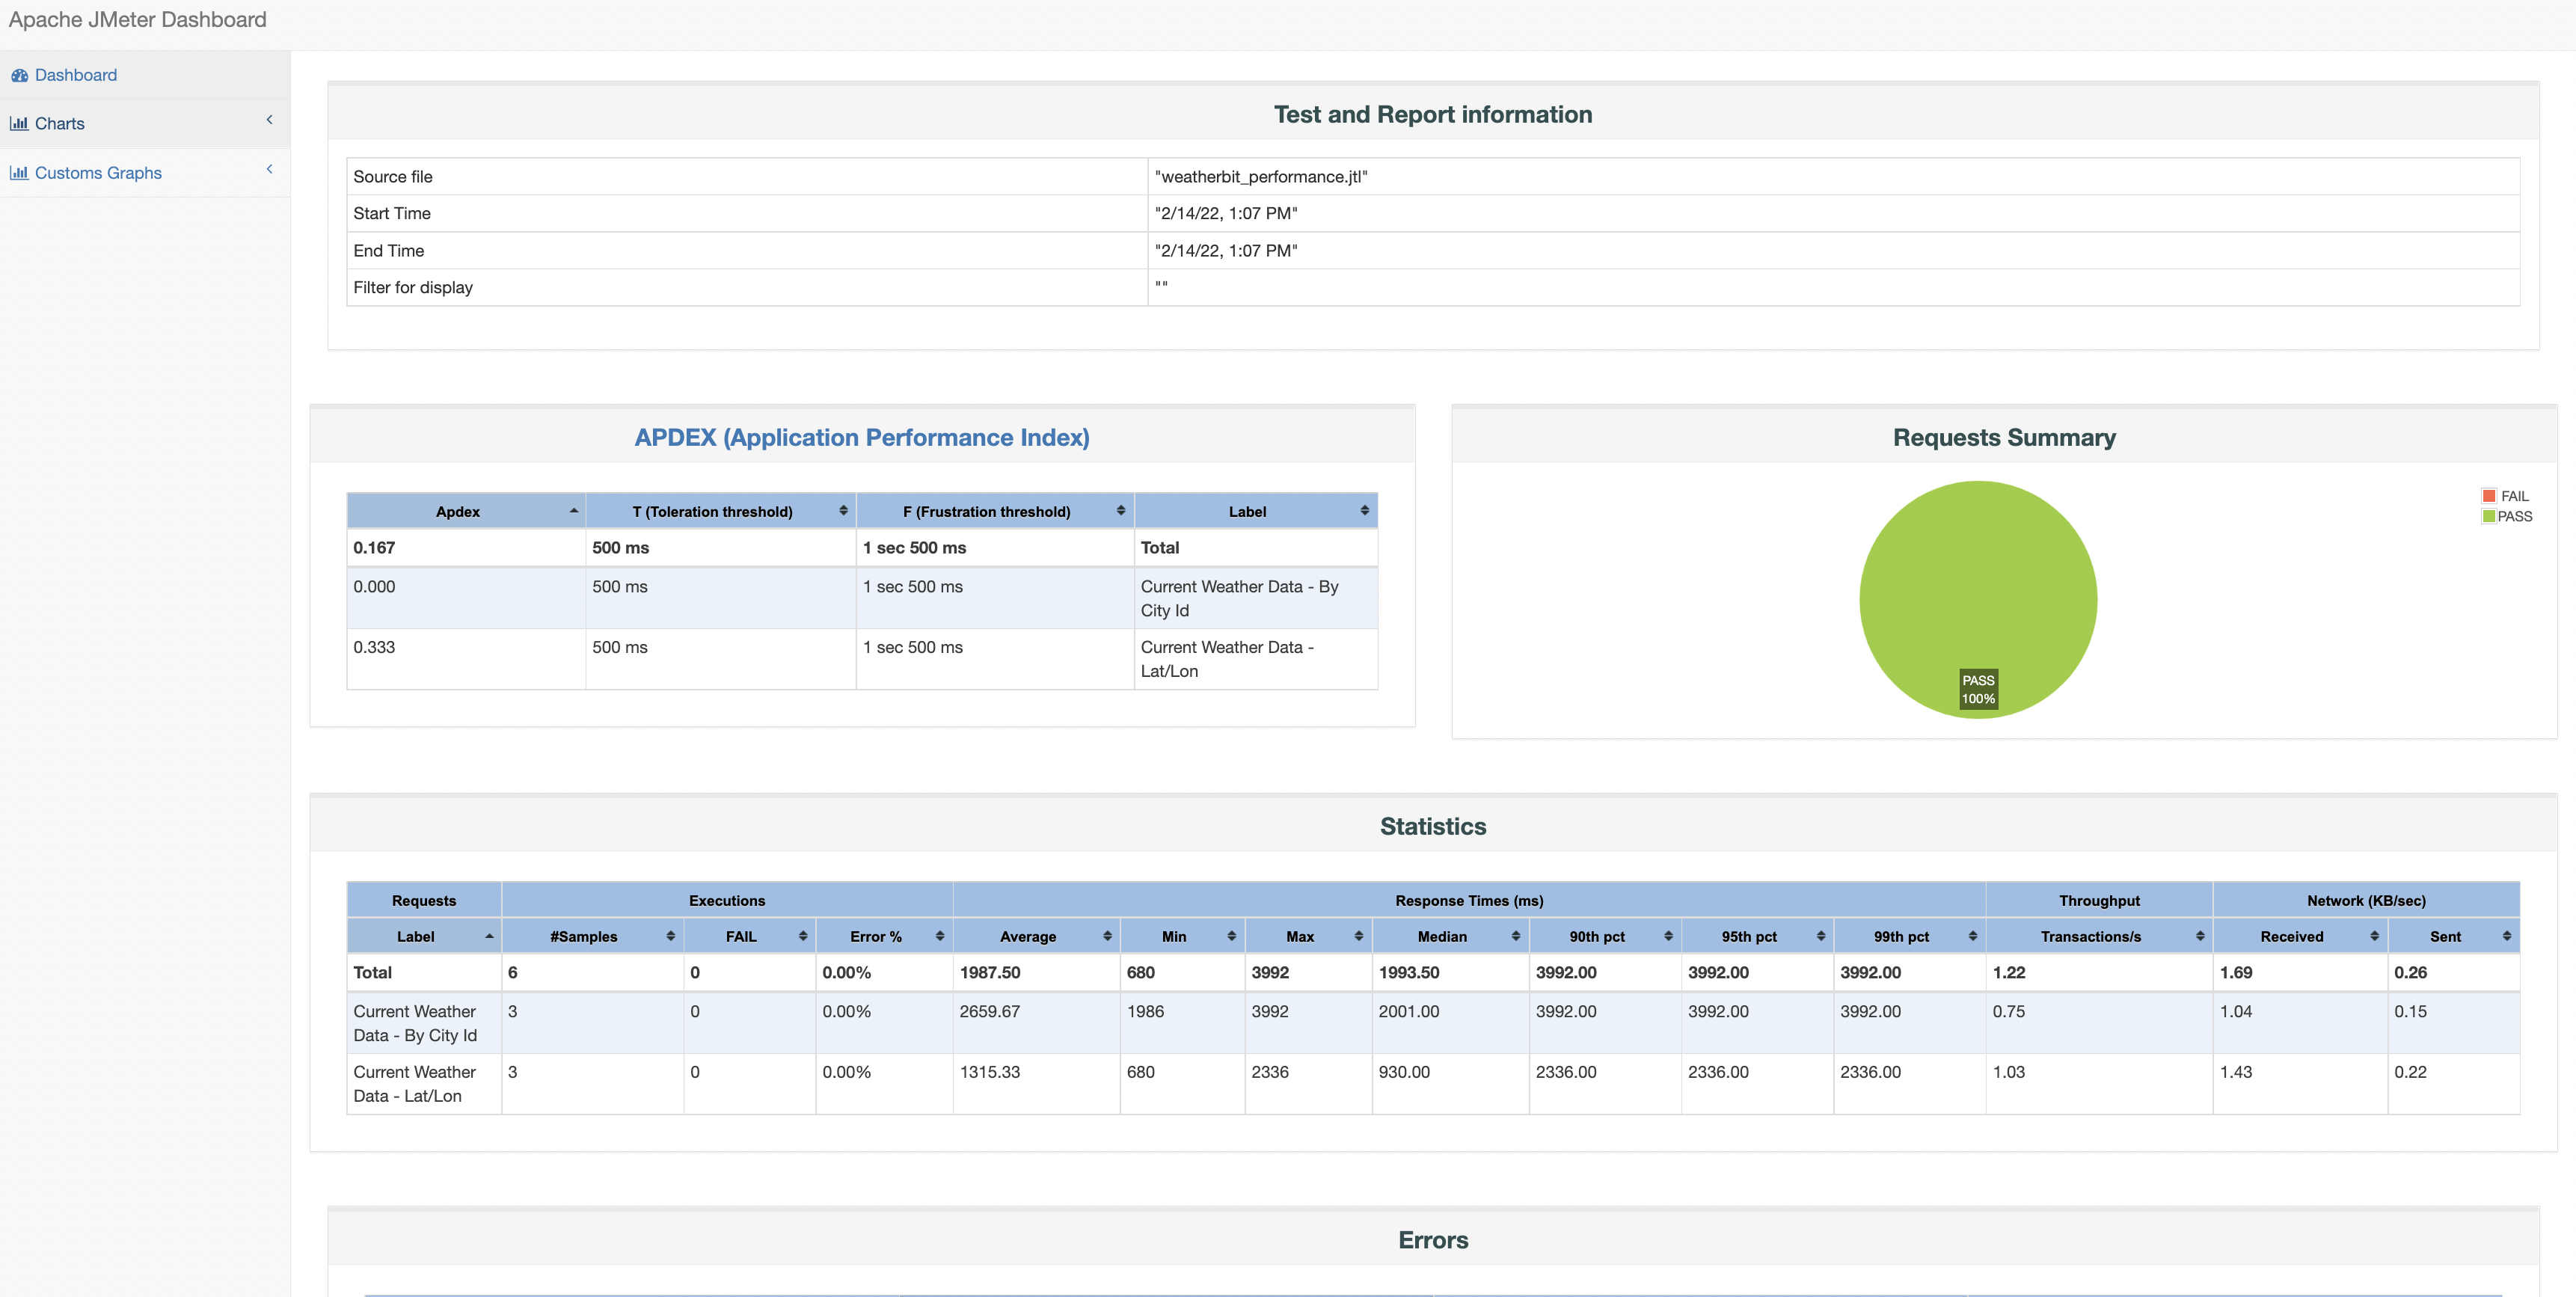 Apache JMeter Dashboard
Dashboard
Charts
Customs Graphs
Test and Report information
Source file "weatherbit_performance.jtl"
Start Time "2/14/22, 1:07 PM"
End Time "2/14/22, 1:07 PM"
Filter for display ""
APDEX (Application Performance Index)
Apdex T (Toleration threshold) F (Frustration threshold) Label
0.167 500 ms 1 sec 500 ms Total
0.000 500 ms 1 sec 500 ms Current Weather Data - By
City Id
0.333 500 ms 1 sec 500 ms Current Weather Data -
Lat/Lon
Requests Summary
FAIL
PASS
PASS
100%
Statistics
Requests Executions Response Times (ms) Throughput Network (KB/sec)
Label #Samples FAIL Error % Average Min Max Median 90th pct 95th pct 99th pct Transactions/s Received Sent
Total 6 0 0.00% 1987.50 680 3992 1993.50 3992.00 3992.00 3992.00 1.22 1.69 0.26
Current Weather 3 0 0.00% 2659.67 1986 3992 2001.00 3992.00 3992.00 3992.00 0.75 1.04 0.15
Data - By City Id
Current Weather 3 0 0.00% 1315.33 680 2336 930.00 2336.00 2336.00 2336.00 1.03 1.43 0.22
Data - Lat/Lon
Errors